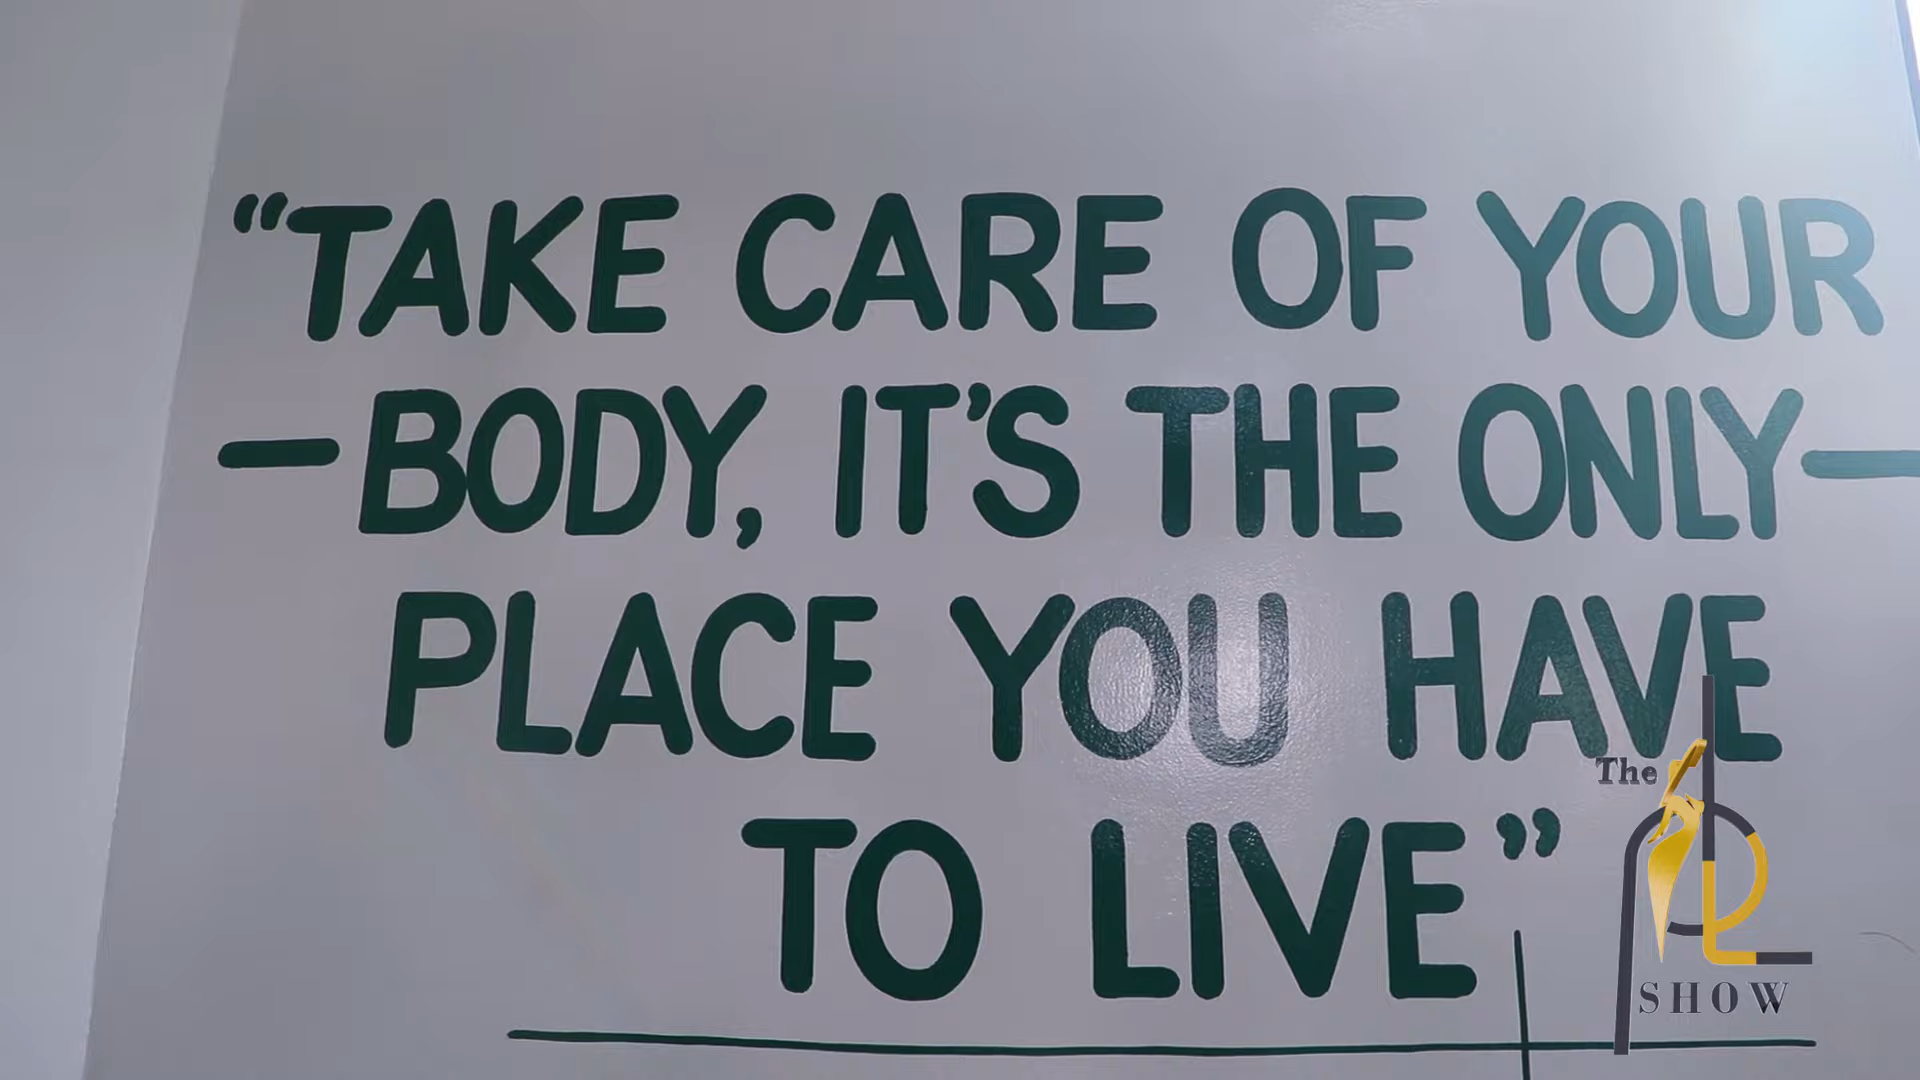 “TAKE CARE OF YOUR
—BODY, IT’S THE ONLY—
PLACE YOU HAVE
TO LIVE”
The
SHOW